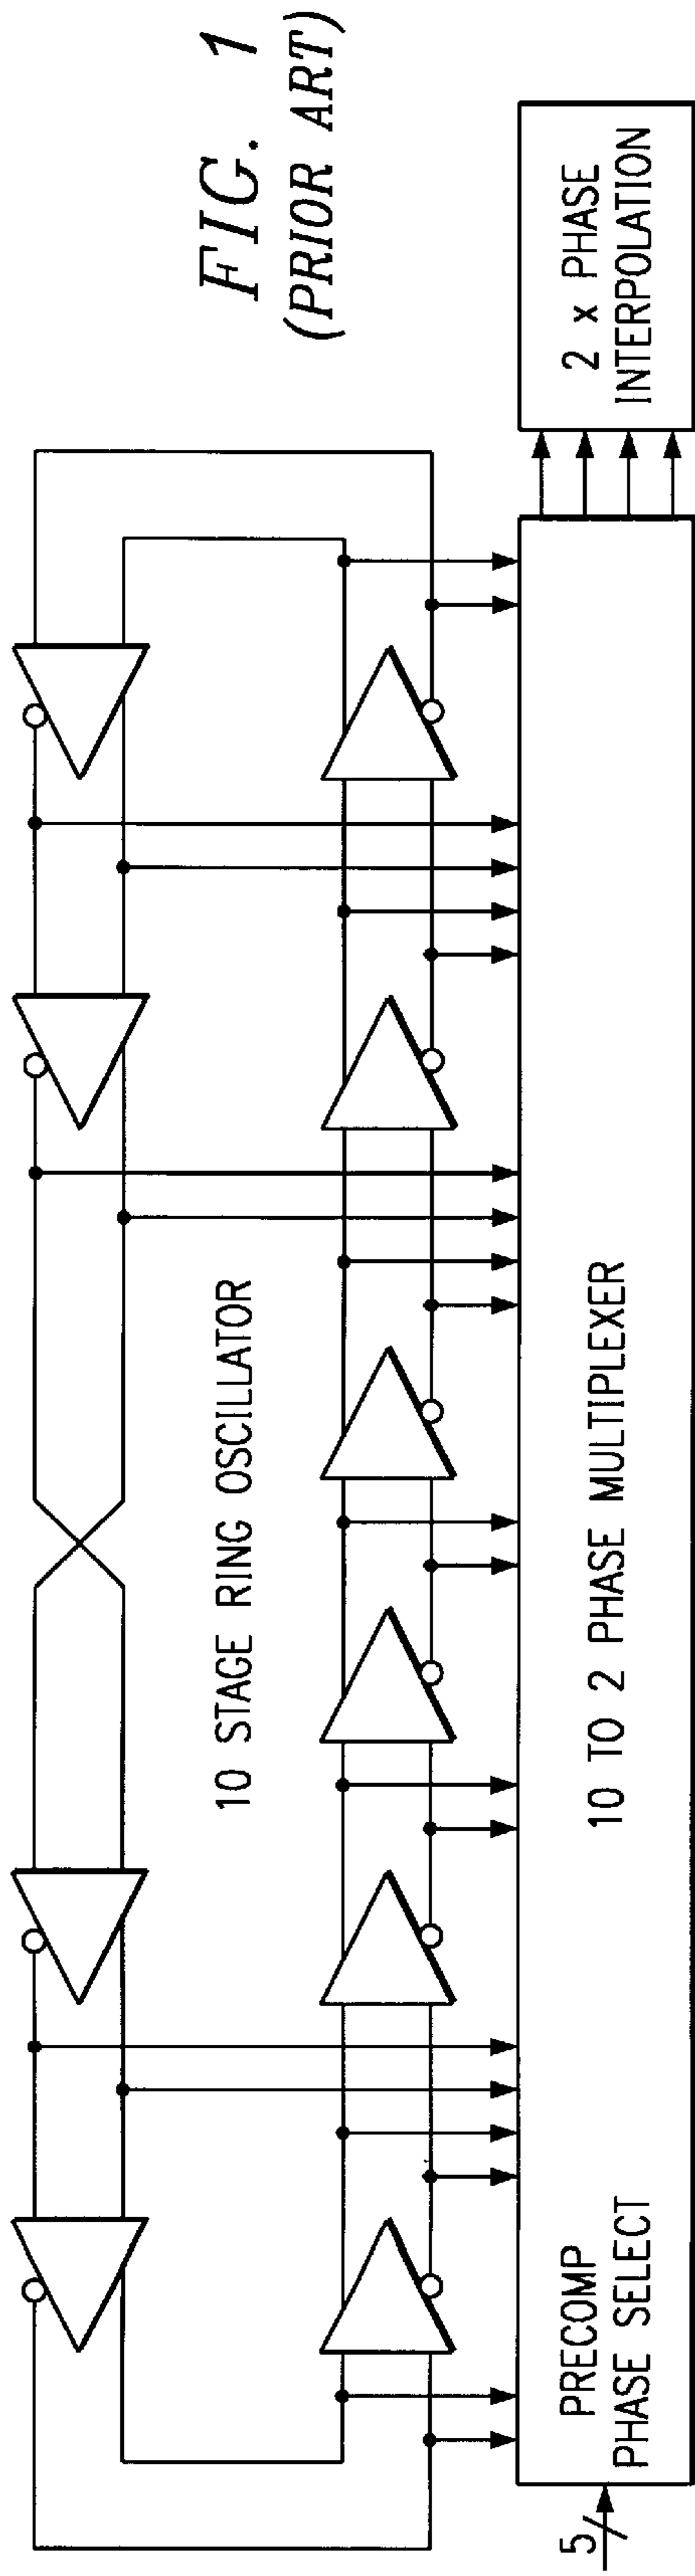 FIG. 1
(PRIOR ART)
10 STAGE RING OSCILLATOR
2 x PHASE
INTERPOLATION
10 TO 2 PHASE MULTIPLEXER
PRECOMP
PHASE SELECT
5